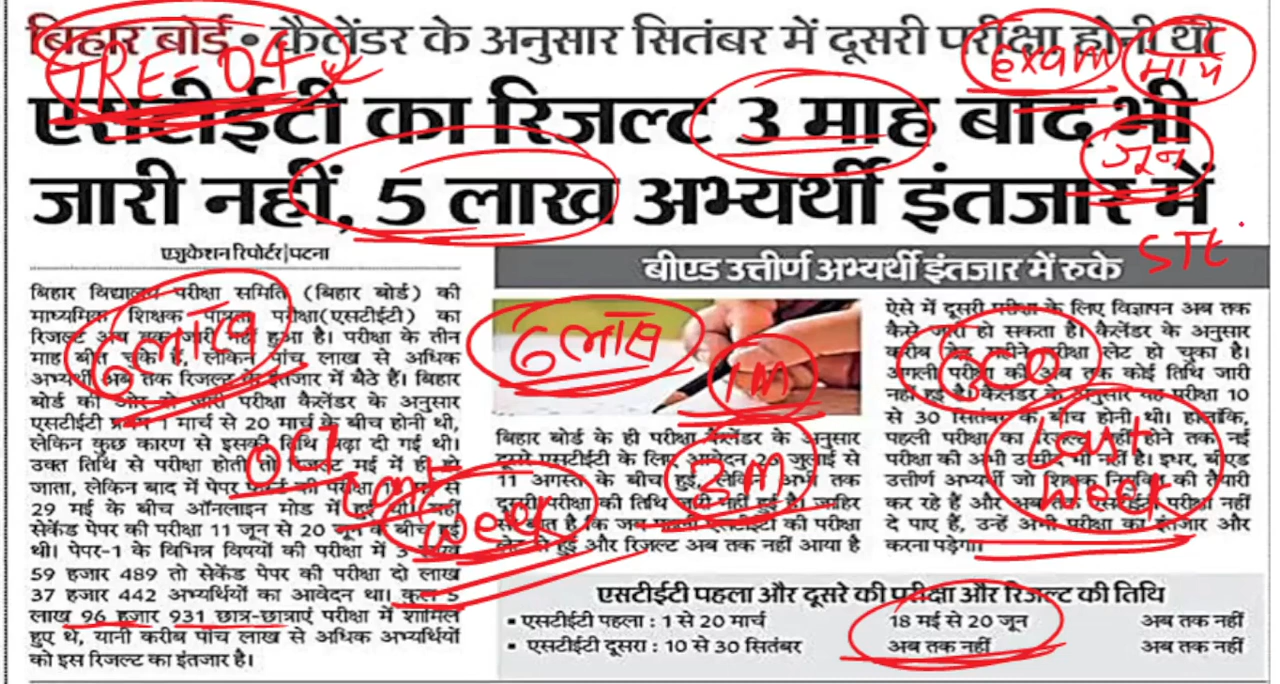 बिहार बोर्ड • कैलेंडर के अनुसार सितंबर में दूसरी परीक्षा होनी थी
TRE-04
exam
मार्च
एसटीईटी का रिजल्ट 3 माह बाद भी
जून
जारी नहीं, 5 लाख अभ्यर्थी इंतजार में
एजुकेशन रिपोर्टर|पटना
बिहार विद्यालय परीक्षा समिति (बिहार बोर्ड) की
माध्यमिक शिक्षक पात्रता परीक्षा(एसटीईटी) का
रिजल्ट अब तक जारी नहीं हुआ है। परीक्षा के तीन
माह बीत चुके हैं, लेकिन पांच लाख से अधिक
अभ्यर्थी अब तक रिजल्ट के इंतजार में बैठे हैं। बिहार
बोर्ड की ओर से जारी परीक्षा कैलेंडर के अनुसार
एसटीईटी प्रथम 1 मार्च से 20 मार्च के बीच होनी थी,
लेकिन कुछ कारण से इसकी तिथि बढ़ा दी गई थी।
उक्त तिथि से परीक्षा होती तो रिजल्ट मई में ही हो
जाता, लेकिन बाद में पेपर की परीक्षा से
29 मई के बीच ऑनलाइन मोड में हुई थी।
सेकेंड पेपर की परीक्षा 11 जून से 20 जून के बीच हुई
थी। पेपर-1 के विभिन्न विषयों की परीक्षा में 3 लाख
59 हजार 489 तो सेकेंड पेपर की परीक्षा दो लाख
37 हजार 442 अभ्यर्थियों का आवेदन था। कुल 5
लाख 96 हजार 931 छात्र-छात्राएं परीक्षा में शामिल
हुए थे, यानी करीब पांच लाख से अधिक अभ्यर्थियों
को इस रिजल्ट का इंतजार है।
6लाख
OCT
week
बीएड उत्तीर्ण अभ्यर्थी इंतजार में रुके
STE
6लाख
1M
3M
बिहार बोर्ड के ही परीक्षा कैलेंडर के अनुसार
दूसरे एसटीईटी के लिए आवेदन 26 जुलाई से
11 अगस्त के बीच हुई, लेकिन अभी तक
दूसरी परीक्षा की तिथि जारी नहीं हुई है। जाहिर
सी बात है कि जब पहली एसटीईटी की परीक्षा
लेट से हुई और रिजल्ट अब तक नहीं आया है
ऐसे में दूसरी परीक्षा के लिए विज्ञापन अब तक
कैसे जारी हो सकता है। कैलेंडर के अनुसार
करीब डेढ़ महीने परीक्षा लेट हो चुका है।
अगली परीक्षा की अब तक कोई तिथि जारी
नहीं हुई है। कैलेंडर के अनुसार यह परीक्षा 10
से 30 सितंबर के बीच होनी थी। हालांकि,
पहली परीक्षा का रिजल्ट नहीं होने तक नई
परीक्षा की अभी उम्मीद भी नहीं है। इधर, बीएड
उत्तीर्ण अभ्यर्थी जो शिक्षक नियुक्ति की तैयारी
कर रहे हैं और अब तक एसटीईटी परीक्षा नहीं
दे पाए हैं, उन्हें अभी परीक्षा का इंतजार और
करना पड़ेगा।
Last
week
एसटीईटी पहला और दूसरे की परीक्षा और रिजल्ट की तिथि
▪ एसटीईटी पहला : 1 से 20 मार्च 18 मई से 20 जून अब तक नहीं
▪ एसटीईटी दूसरा : 10 से 30 सितंबर अब तक नहीं अब तक नहीं